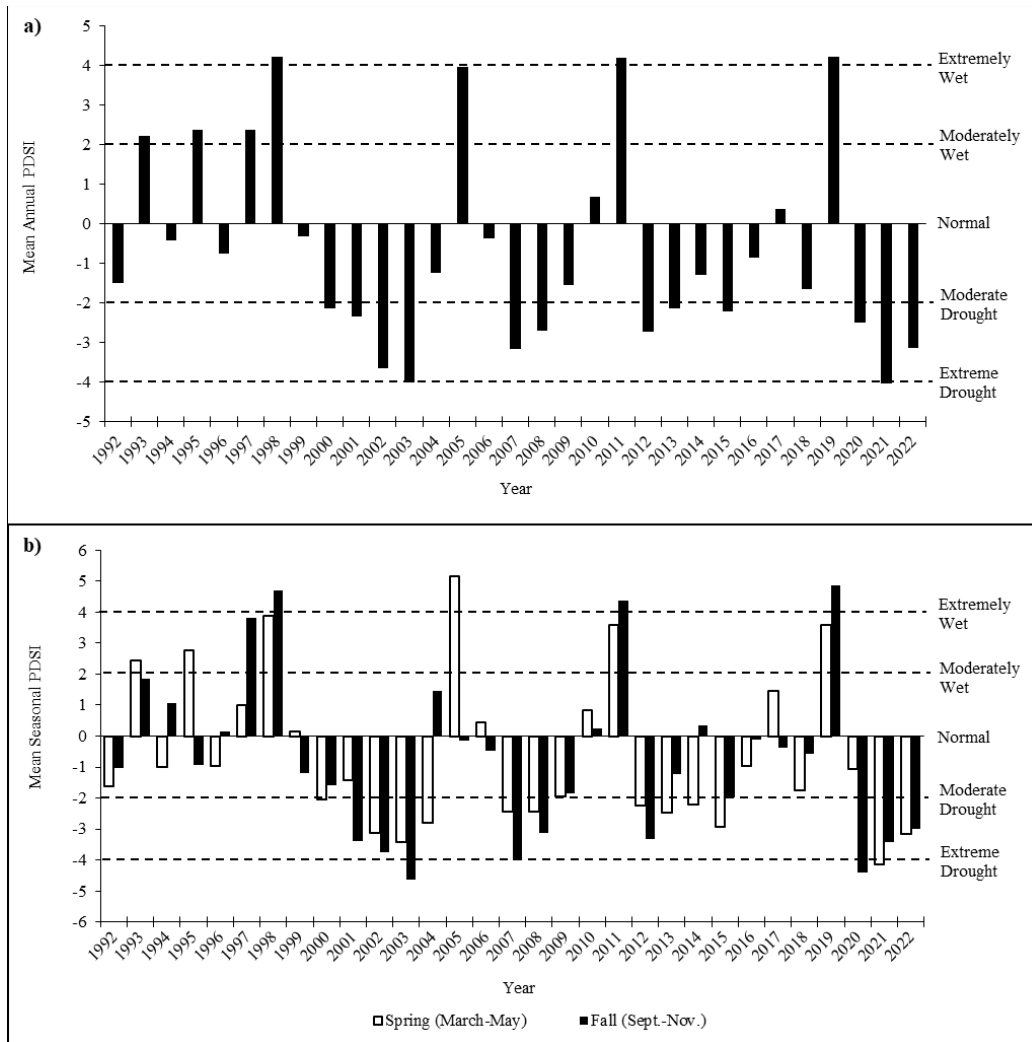 a)
5
4
3
2
1
0
-1
-2
-3
-4
-5
Mean Annual PDSI
Extremely
Wet
Moderately
Wet
Normal
Moderate
Drought
Extreme
Drought
1992 1993 1994 1995 1996 1997 1998 1999 2000 2001 2002 2003 2004 2005 2006 2007 2008 2009 2010 2011 2012 2013 2014 2015 2016 2017 2018 2019 2020 2021 2022
Year
b)
6
5
4
3
2
1
0
-1
-2
-3
-4
-5
-6
Mean Seasonal PDSI
Extremely
Wet
Moderately
Wet
Normal
Moderate
Drought
Extreme
Drought
1992 1993 1994 1995 1996 1997 1998 1999 2000 2001 2002 2003 2004 2005 2006 2007 2008 2009 2010 2011 2012 2013 2014 2015 2016 2017 2018 2019 2020 2021 2022
Year
Spring (March-May) Fall (Sept.-Nov.)